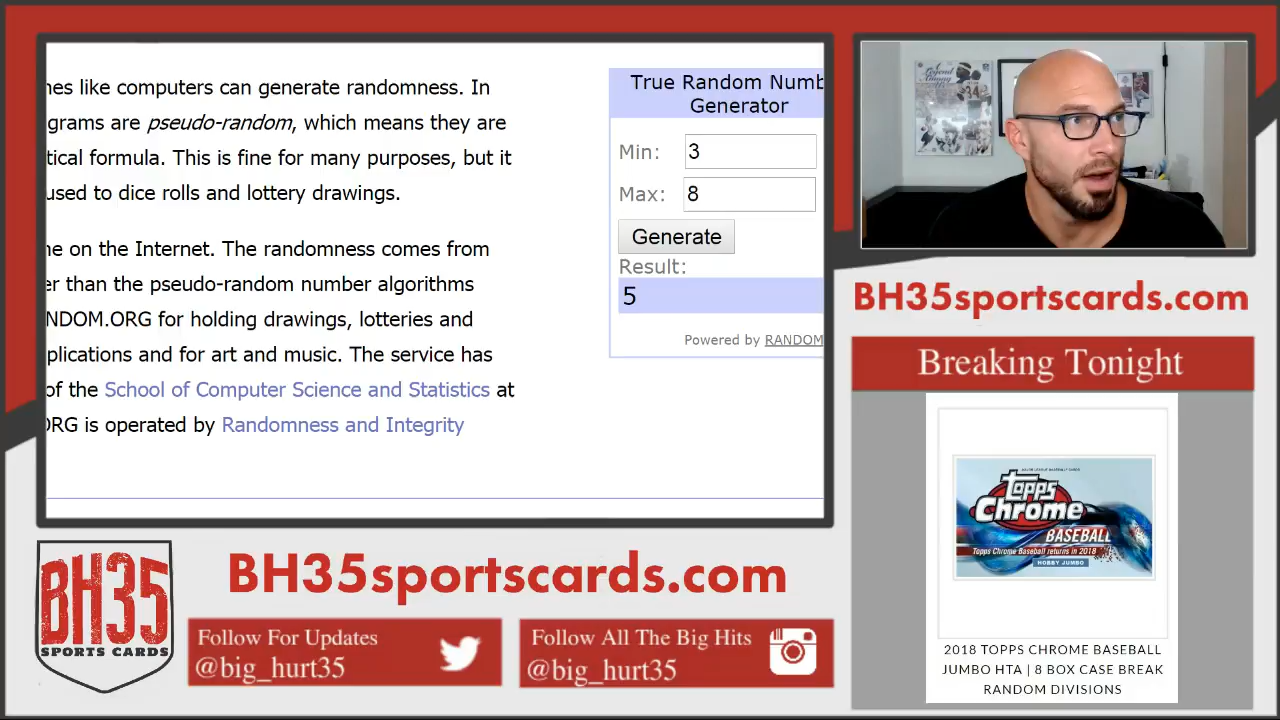 nes like computers can generate randomness. In
grams are pseudo-random, which means they are
tical formula. This is fine for many purposes, but it
used to dice rolls and lottery drawings.
ne on the Internet. The randomness comes from
er than the pseudo-random number algorithms
NDOM.ORG for holding drawings, lotteries and
plications and for art and music. The service has
of the School of Computer Science and Statistics at
ORG is operated by Randomness and Integrity
True Random Numb
Generator
Min: 3
Max: 8
Generate
Result:
5
Powered by RANDOM
BH35sportscards.com
Breaking Tonight
topps
Chrome
BASEBALL
Topps Chrome Baseball returns in 2018
HOBBY JUMBO
2018 TOPPS CHROME BASEBALL
JUMBO HTA | 8 BOX CASE BREAK
RANDOM DIVISIONS
BH35
SPORTS CARDS
BH35sportscards.com
Follow For Updates
@big_hurt35
Follow All The Big Hits
@big_hurt35